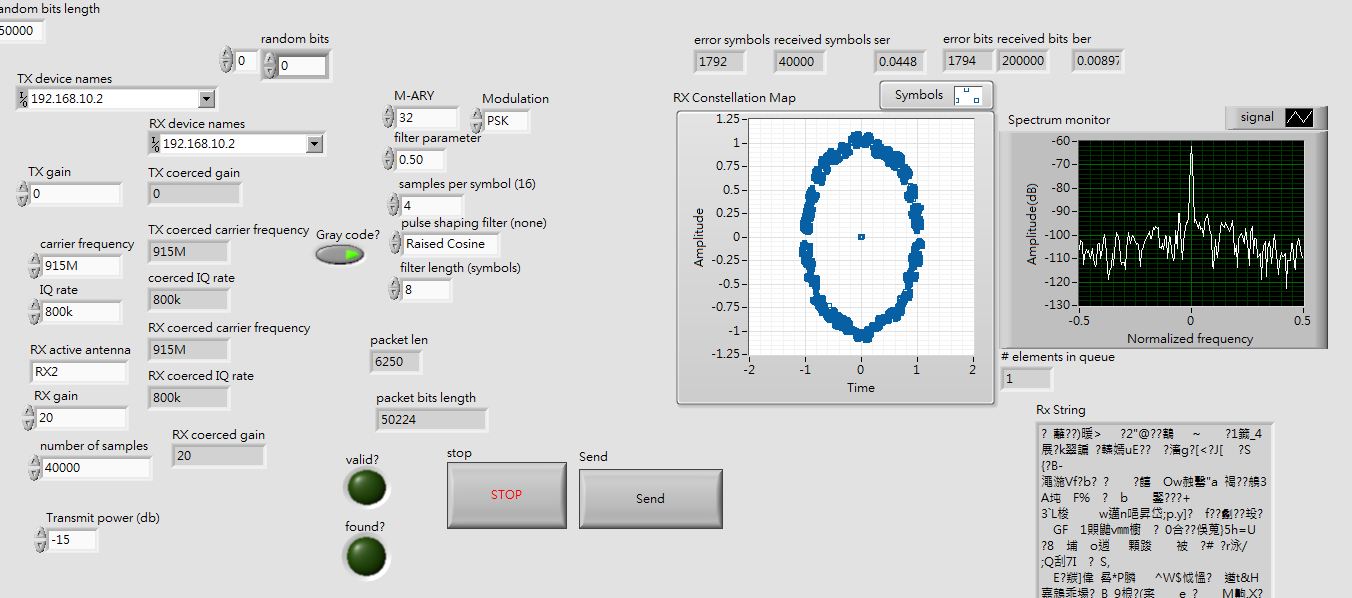 andom bits length
50000
random bits
0
0
TX device names
192.168.10.2
RX device names
192.168.10.2
TX gain
0
TX coerced gain
0
carrier frequency
915M
TX coerced carrier frequency
915M
IQ rate
800k
coerced IQ rate
800k
RX coerced carrier frequency
915M
RX active antenna
RX2
RX coerced IQ rate
800k
RX gain
20
RX coerced gain
20
number of samples
40000
Transmit power (db)
-15
M-ARY
32
Modulation
PSK
filter parameter
0.50
samples per symbol (16)
4
pulse shaping filter (none)
Raised Cosine
filter length (symbols)
8
Gray code?
packet len
6250
packet bits length
50224
valid?
found?
stop
STOP
Send
Send
error symbols received symbols ser
1792 40000 0.0448
error bits received bits ber
1794 200000 0.00897
RX Constellation Map
Symbols
1.25
1
0.75
0.5
0.25
0
-0.25
-0.5
-0.75
-1
-1.25
Amplitude
-2 -1 0 1 2
Time
Spectrum monitor
signal
-60
-70
-80
-90
-100
-110
-120
-130
Amplitude(dB)
-0.5 0 0.5
Normalized frequency
# elements in queue
1
Rx String